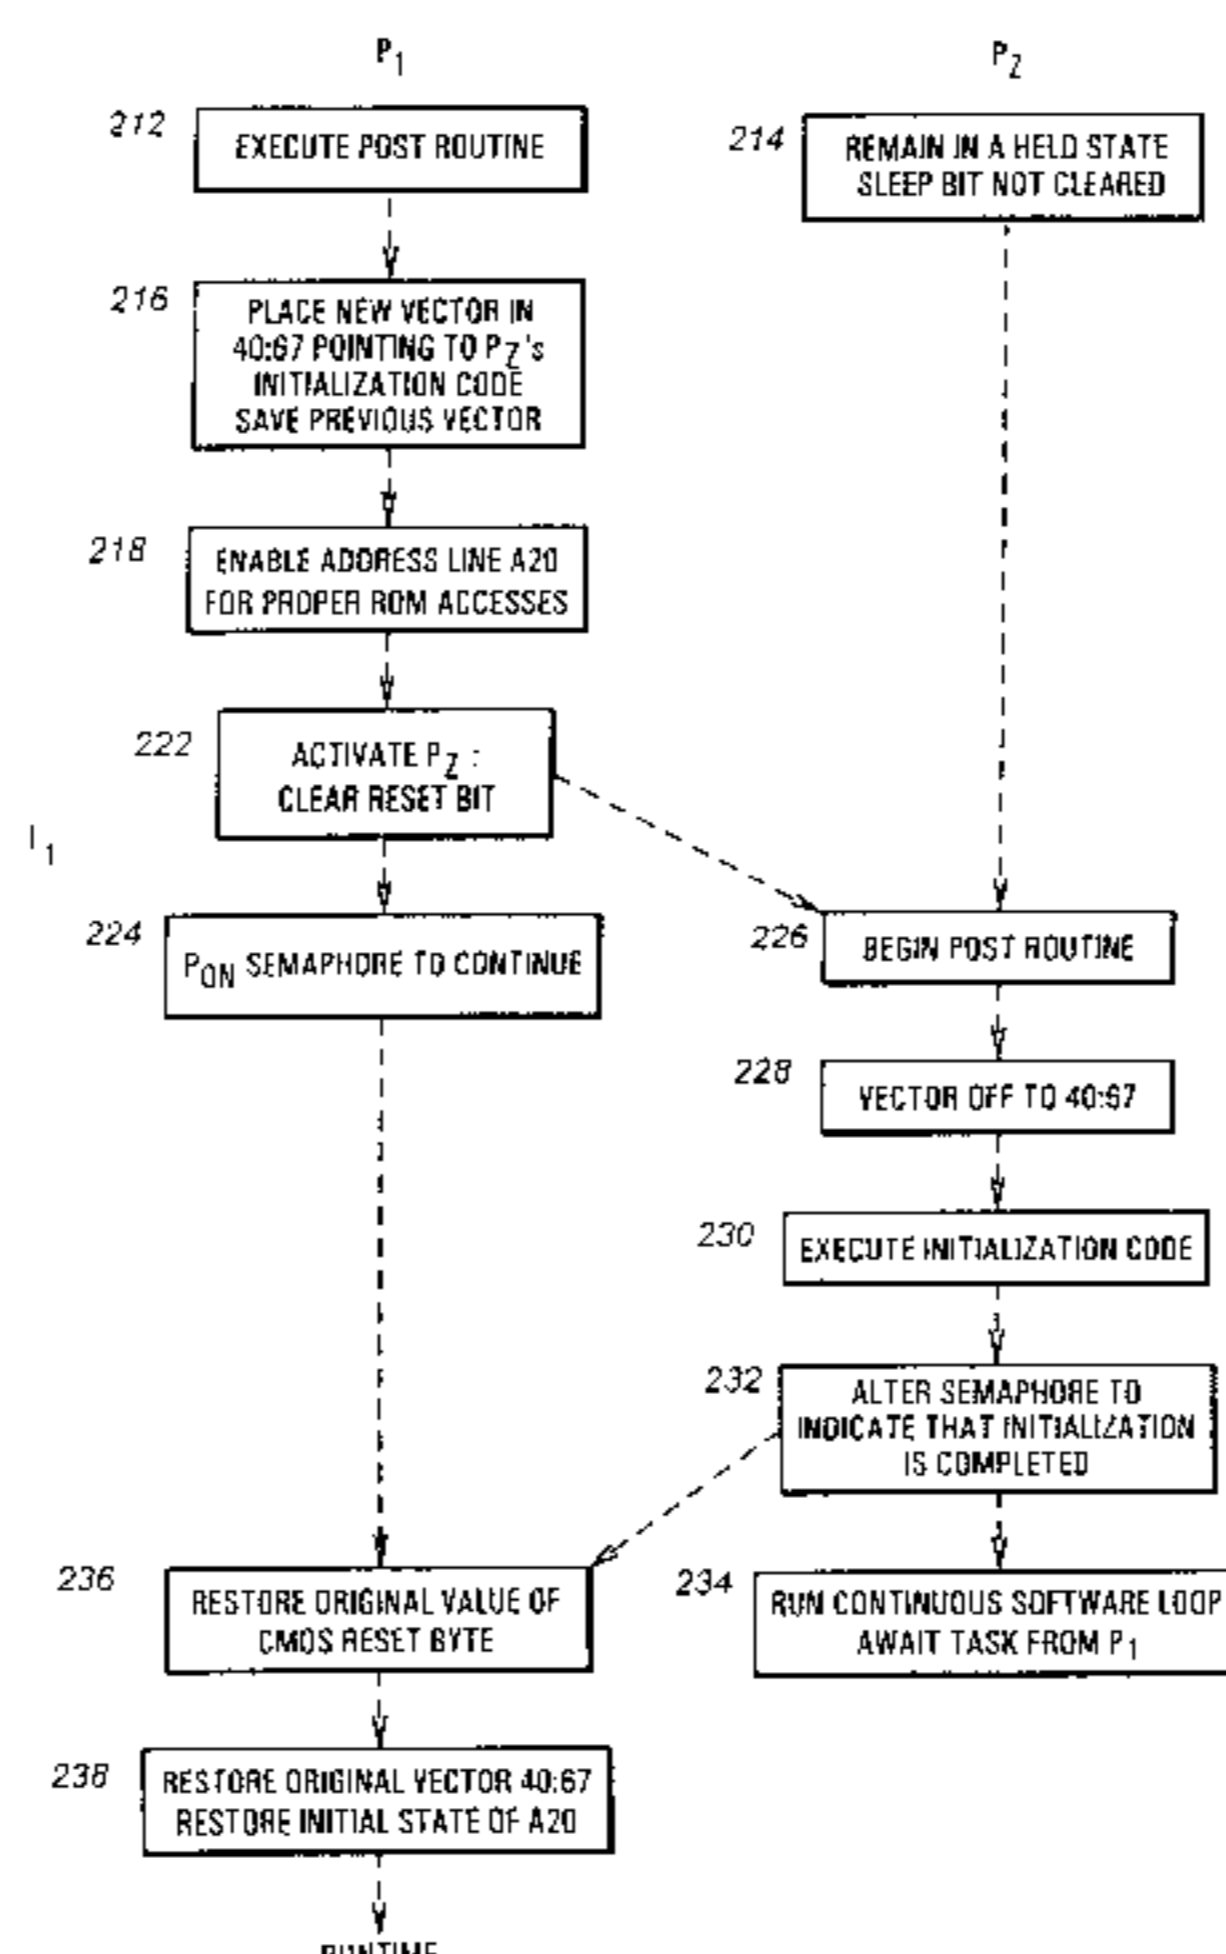 P1
PZ
212
EXECUTE POST ROUTINE
214
REMAIN IN A HELD STATE
SLEEP BIT NOT CLEARED
216
PLACE NEW VECTOR IN
40:67 POINTING TO PZ's
INITIALIZATION CODE
SAVE PREVIOUS VECTOR
218
ENABLE ADDRESS LINE A20
FOR PROPER ROM ACCESSES
222
ACTIVATE PZ :
CLEAR RESET BIT
224
PON SEMAPHORE TO CONTINUE
226
BEGIN POST ROUTINE
228
VECTOR OFF TO 40:67
230
EXECUTE INITIALIZATION CODE
232
ALTER SEMAPHORE TO
INDICATE THAT INITIALIZATION
IS COMPLETED
236
RESTORE ORIGINAL VALUE OF
CMOS RESET BYTE
234
RUN CONTINUOUS SOFTWARE LOOP
AWAIT TASK FROM P1
238
RESTORE ORIGINAL VECTOR 40:67
RESTORE INITIAL STATE OF A20
RUNTIME